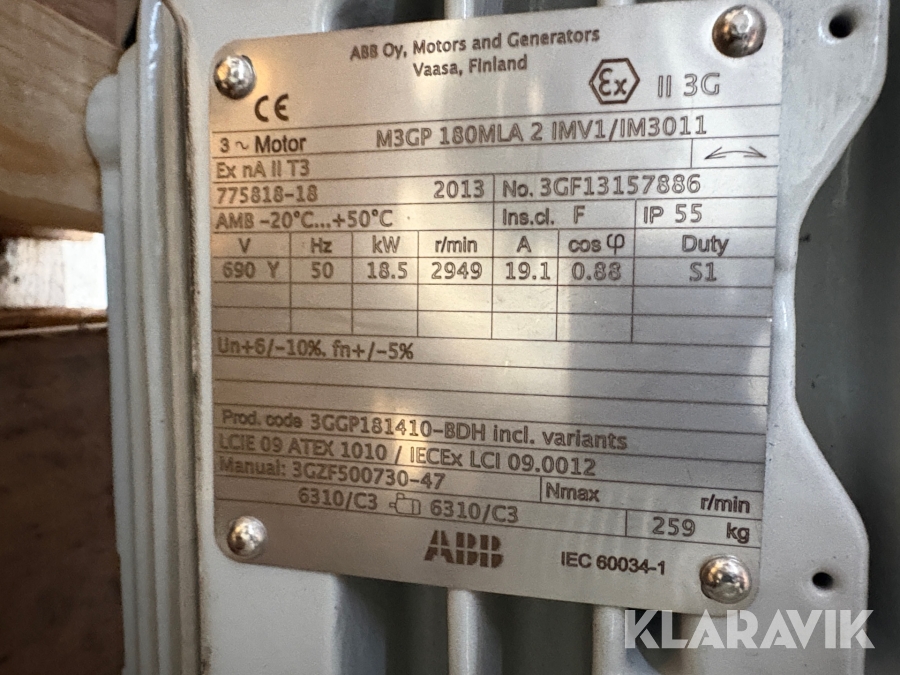 ABB Oy, Motors and Generators
Vaasa, Finland
CE Ex II 3G
3 ~ Motor M3GP 180MLA 2 IMV1/IM3011
Ex nA II T3
775818-18 2013 No. 3GF13157886
AMB -20°C...+50°C Ins.cl. F IP 55
V Hz kW r/min A cos φ Duty
690 Y 50 18.5 2949 19.1 0.88 S1
Un+6/-10%. fn+/-5%
Prod. code 3GGP181410-BDH incl. variants
LCIE 09 ATEX 1010 / IECEx LCI 09.0012
Manual: 3GZF500730-47 Nmax r/min
6310/C3 6310/C3 259 kg
ABB IEC 60034-1
KLARAVIK